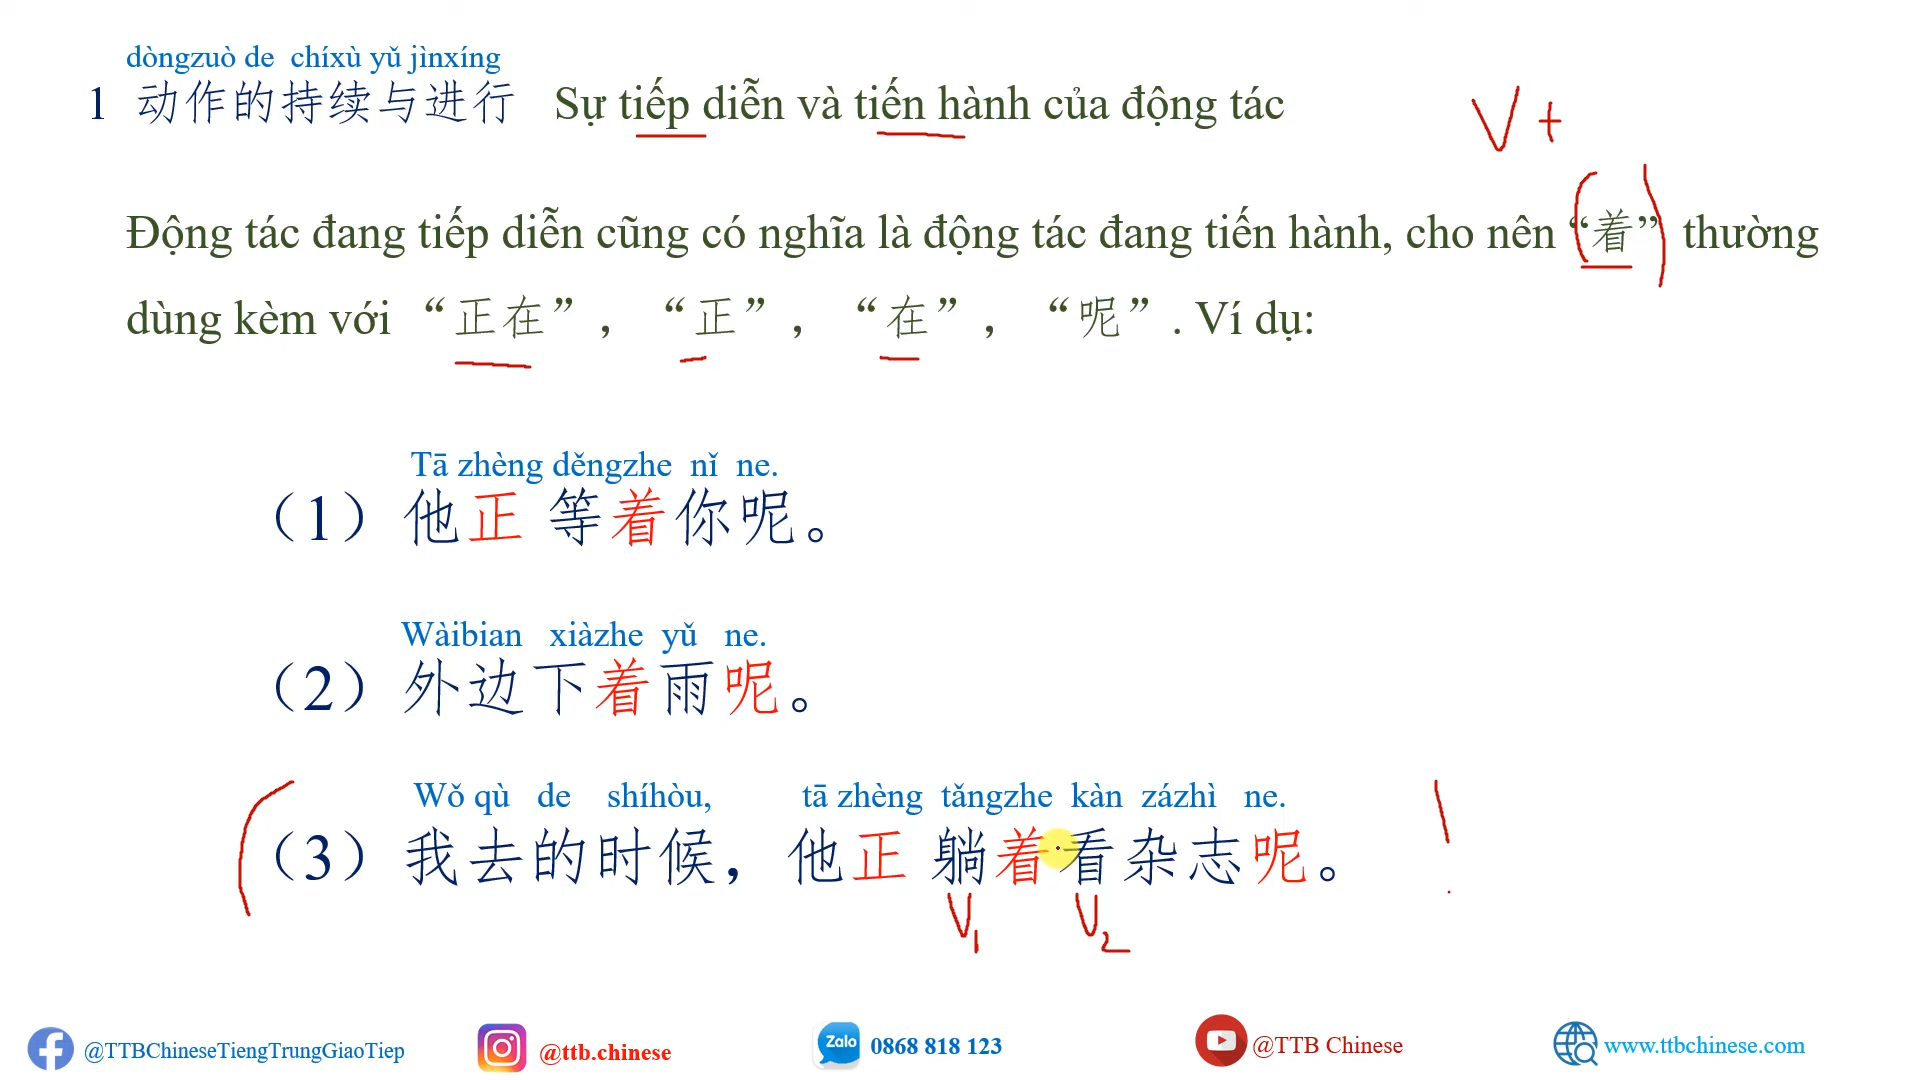 dòngzuò de chíxù yǔ jìnxíng
1 动作的持续与进行 Sự tiếp diễn và tiến hành của động tác
V +
Động tác đang tiếp diễn cũng có nghĩa là động tác đang tiến hành, cho nên “着” thường
dùng kèm với “正在”, “正”, “在”, “呢”. Ví dụ:
Tā zhèng děngzhe nǐ ne.
（1）他正 等着你呢。
Wàibian xiàzhe yǔ ne.
（2）外边下着雨呢。
Wǒ qù de shíhòu, tā zhèng tǎngzhe kàn zázhì ne.
（3）我去的时候，他正 躺着看杂志呢。
V1 V2
@TTBChineseTiengTrungGiaoTiep @ttb.chinese Zalo 0868 818 123 @TTB Chinese www.ttbchinese.com